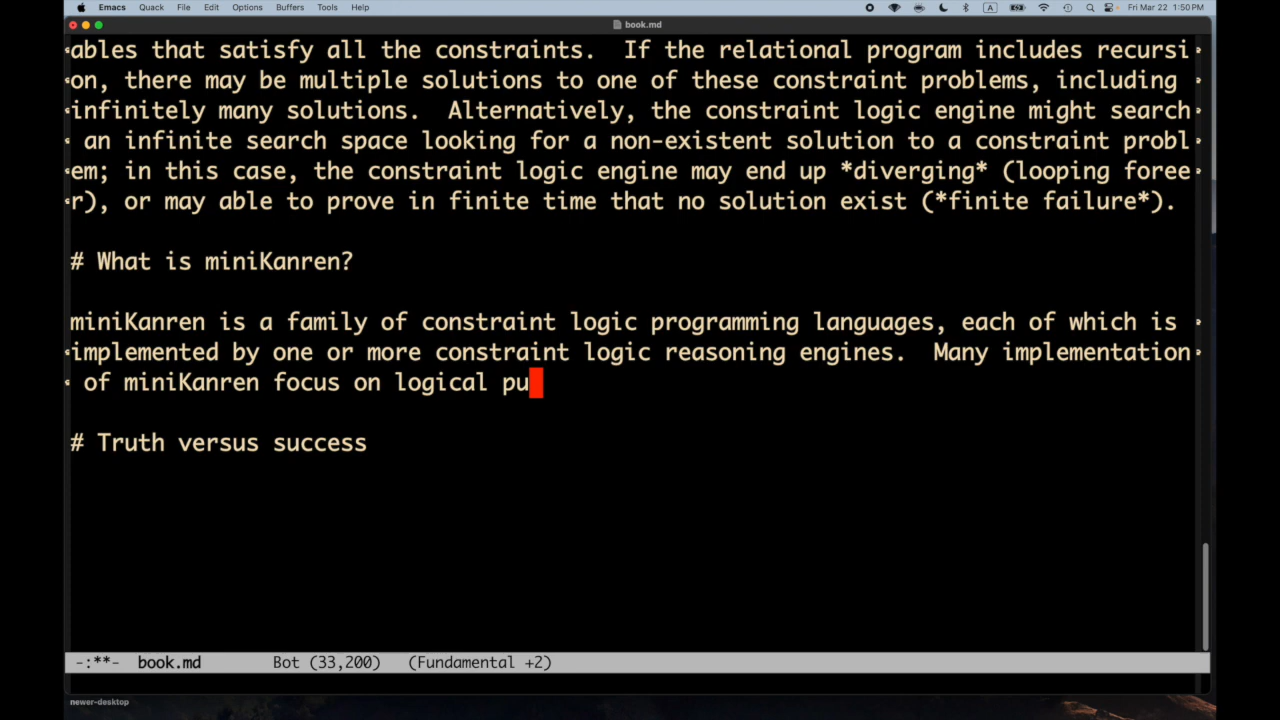 Emacs Quack File Edit Options Buffers Tools Help A Fri Mar 22 1:50 PM
book.md
ables that satisfy all the constraints.  If the relational program includes recursi
on, there may be multiple solutions to one of these constraint problems, including
infinitely many solutions.  Alternatively, the constraint logic engine might search
an infinite search space looking for a non-existent solution to a constraint probl
em; in this case, the constraint logic engine may end up *diverging* (looping foree
r), or may able to prove in finite time that no solution exist (*finite failure*).
# What is miniKanren?
miniKanren is a family of constraint logic programming languages, each of which is
implemented by one or more constraint logic reasoning engines.  Many implementation
of miniKanren focus on logical pu
# Truth versus success
-:**-  book.md      Bot (33,200)   (Fundamental +2)
newer-desktop